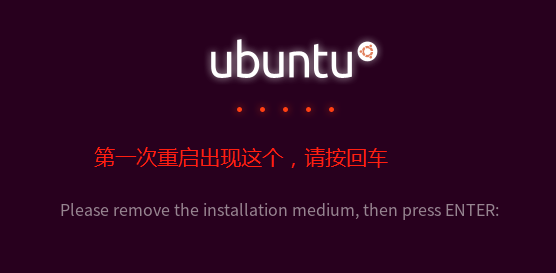 ubuntu
第一次重启出现这个，请按回车
Please remove the installation medium, then press ENTER: